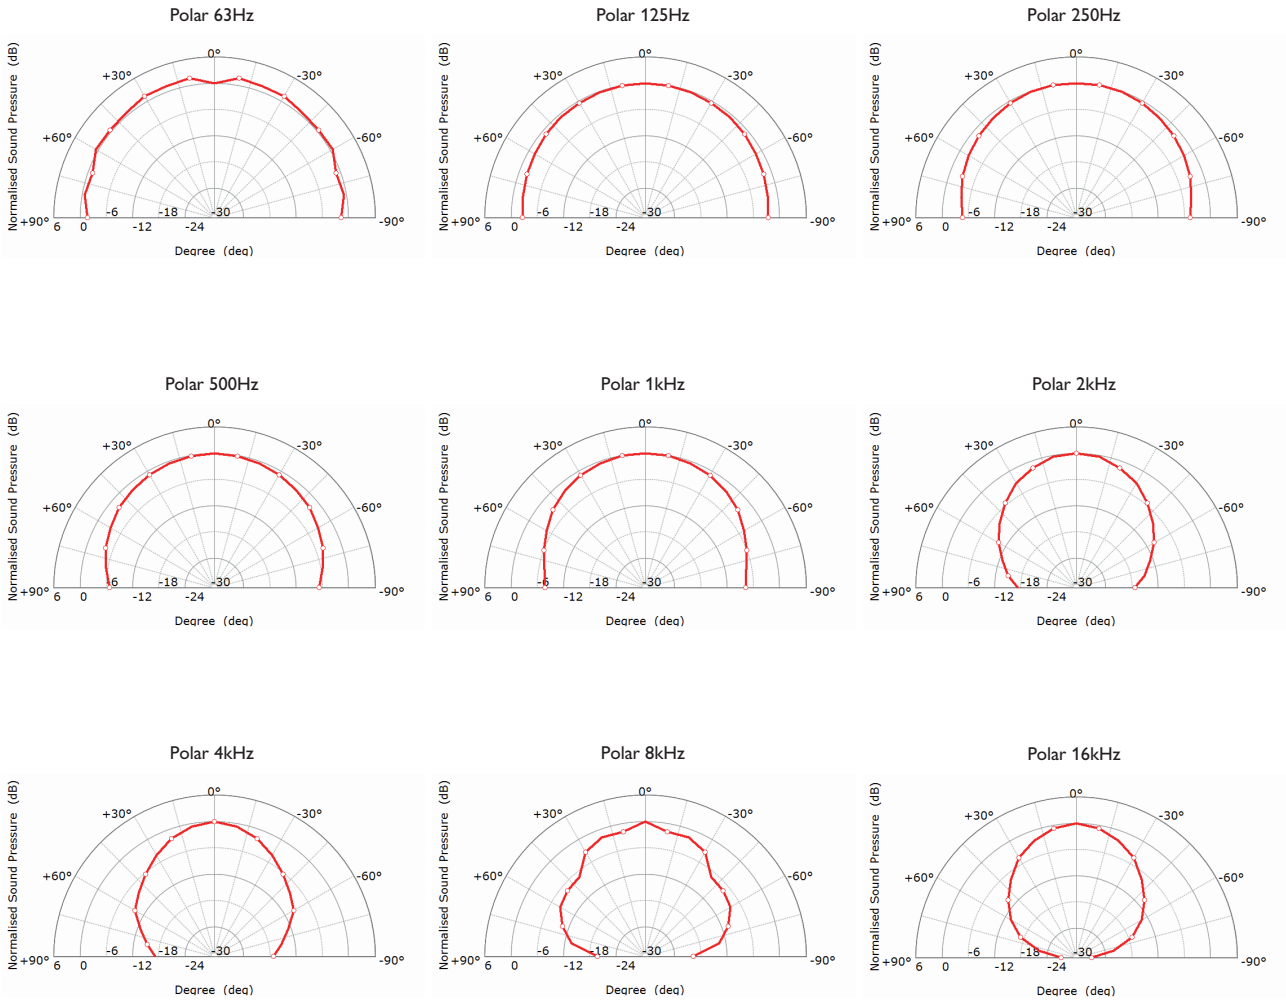 Polar 63Hz
Normalised Sound Pressure (dB)
0°
+30° -30°
+60° -60°
+90° -6 -18 -30 -90°
6 0 -12 -24
Degree (deg)
Polar 125Hz
Normalised Sound Pressure (dB)
0°
+30° -30°
+60° -60°
+90° -6 -18 -30 -90°
6 0 -12 -24
Degree (deg)
Polar 250Hz
Normalised Sound Pressure (dB)
0°
+30° -30°
+60° -60°
+90° -6 -18 -30 -90°
6 0 -12 -24
Degree (deg)
Polar 500Hz
Normalised Sound Pressure (dB)
0°
+30° -30°
+60° -60°
+90° -6 -18 -30 -90°
6 0 -12 -24
Degree (deg)
Polar 1kHz
Normalised Sound Pressure (dB)
0°
+30° -30°
+60° -60°
+90° -6 -18 -30 -90°
6 0 -12 -24
Degree (deg)
Polar 2kHz
Normalised Sound Pressure (dB)
0°
+30° -30°
+60° -60°
+90° -6 -18 -30 -90°
6 0 -12 -24
Degree (deg)
Polar 4kHz
Normalised Sound Pressure (dB)
0°
+30° -30°
+60° -60°
+90° -6 -18 -30 -90°
6 0 -12 -24
Degree (deg)
Polar 8kHz
Normalised Sound Pressure (dB)
0°
+30° -30°
+60° -60°
+90° -6 -18 -30 -90°
6 0 -12 -24
Degree (deg)
Polar 16kHz
Normalised Sound Pressure (dB)
0°
+30° -30°
+60° -60°
+90° -6 -18 -30 -90°
6 0 -12 -24
Degree (deg)